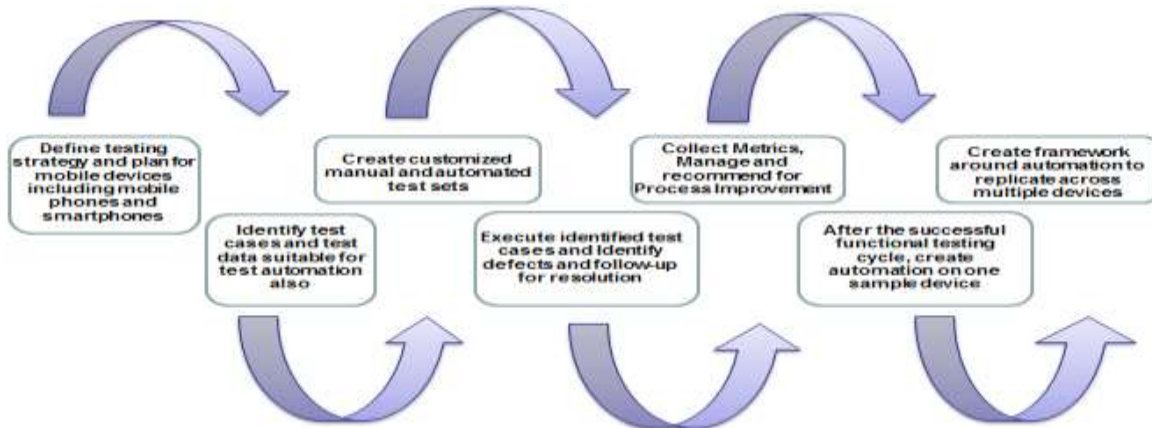 Define testing
strategy and plan for
mobile devices
including mobile
phones and
smartphones
Identify test
cases and test
data suitable for
test automation
also
Create customized
manual and automated
test sets
Execute identified test
cases and Identify
defects and follow-up
for resolution
Collect Metrics,
Manage and
recommend for
Process Improvement
After the successful
functional testing
cycle, create
automation on one
sample device
Create framework
around automation to
replicate across
multiple devices